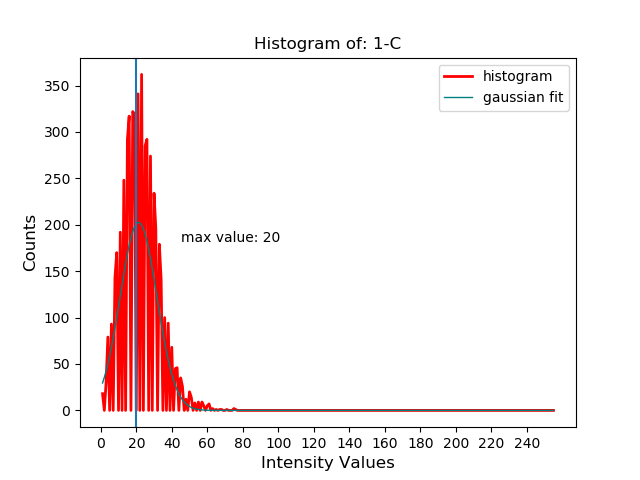 Histogram of: 1-C
histogram
gaussian fit
350
300
250
200
150
100
50
0
Counts
max value: 20
0 20 40 60 80 100 120 140 160 180 200 220 240
Intensity Values